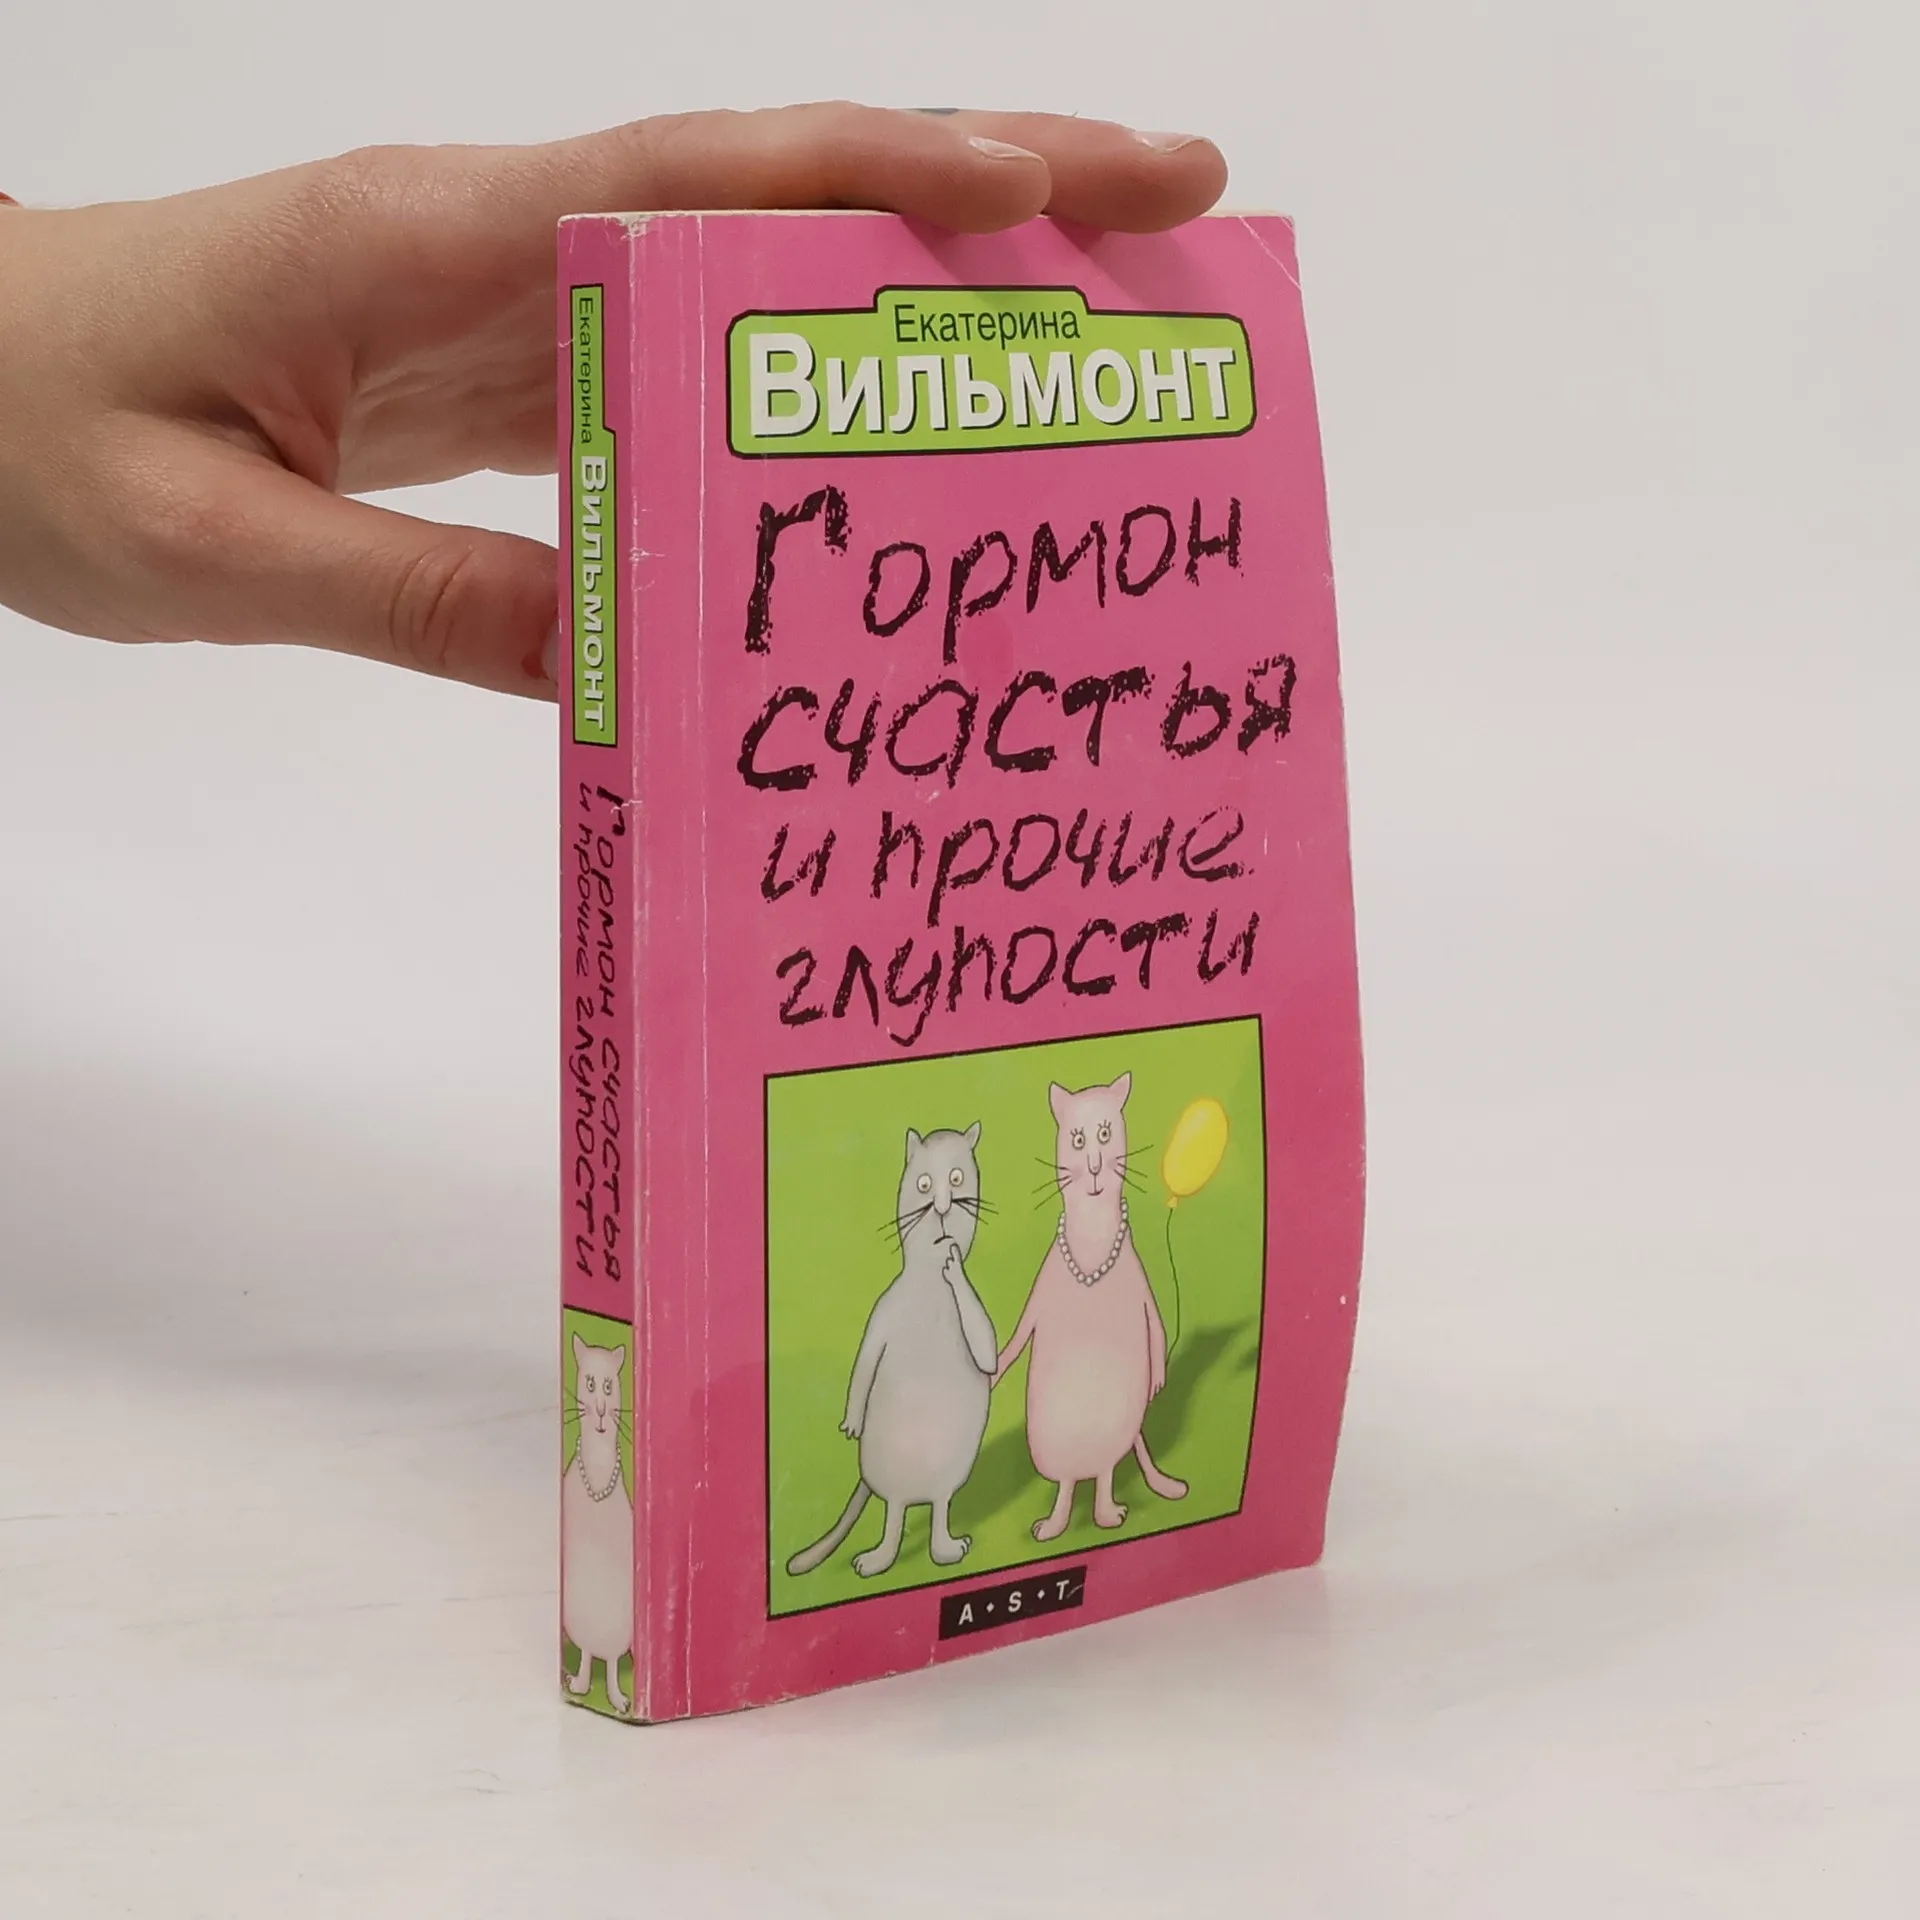 Екатерина
Вильмонт
Гормон
счастья
и прочие
глупости
A•S•T
Екатерина Вильмонт
Гормон счастья
и прочие глупости